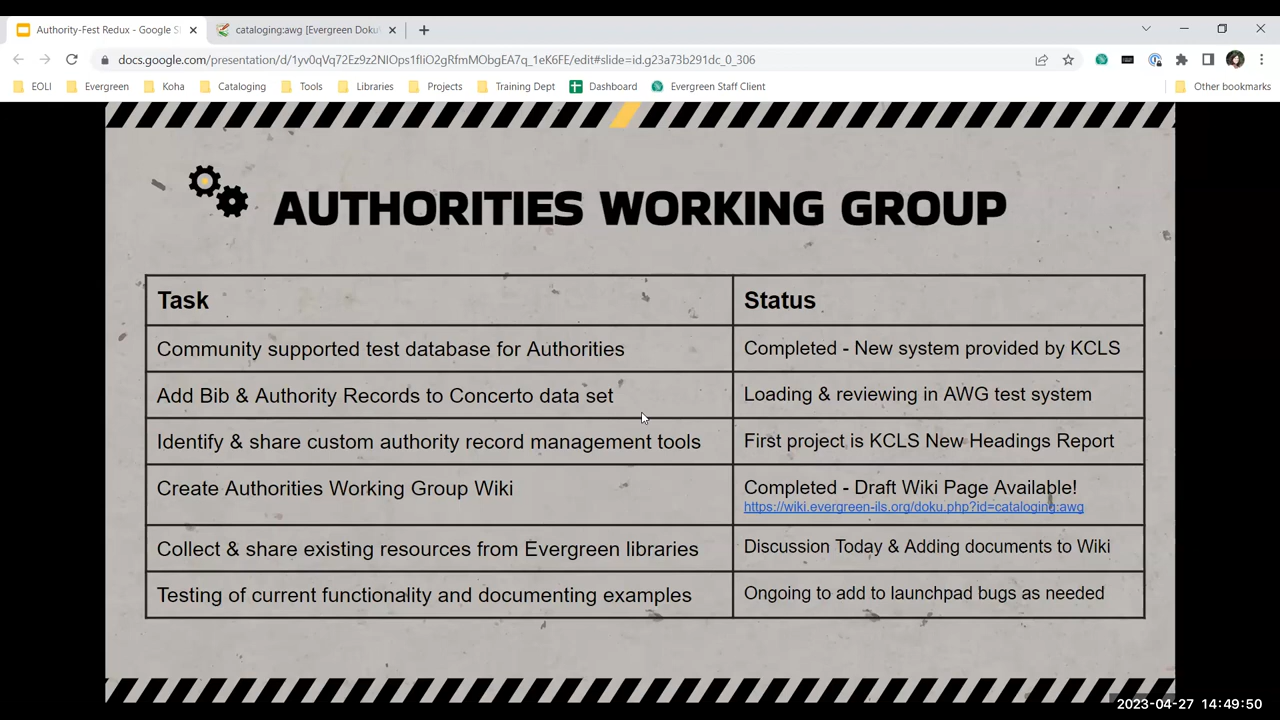 Authority-Fest Redux - Google Sl
cataloging:awg [Evergreen Doku
docs.google.com/presentation/d/1yv0qVq72Ez9z2NIOps1flf12gI9mMObgEA7q_1eK6FE/edit#slide=id.g23a73b291dc_0_306
EOLI Evergreen Koha Cataloging Tools Libraries Projects Training Dept Dashboard Evergreen Staff Client Other bookmarks
AUTHORITIES WORKING GROUP
Task Status
Community supported test database for Authorities Completed - New system provided by KCLS
Add Bib & Authority Records to Concerto data set Loading & reviewing in AWG test system
Identify & share custom authority record management tools First project is KCLS New Headings Report
Create Authorities Working Group Wiki Completed - Draft Wiki Page Available!
https://wiki.evergreen-ils.org/doku.php?id=cataloging:awg
Collect & share existing resources from Evergreen libraries Discussion Today & Adding documents to Wiki
Testing of current functionality and documenting examples Ongoing to add to launchpad bugs as needed
2023-04-27 14:49:50